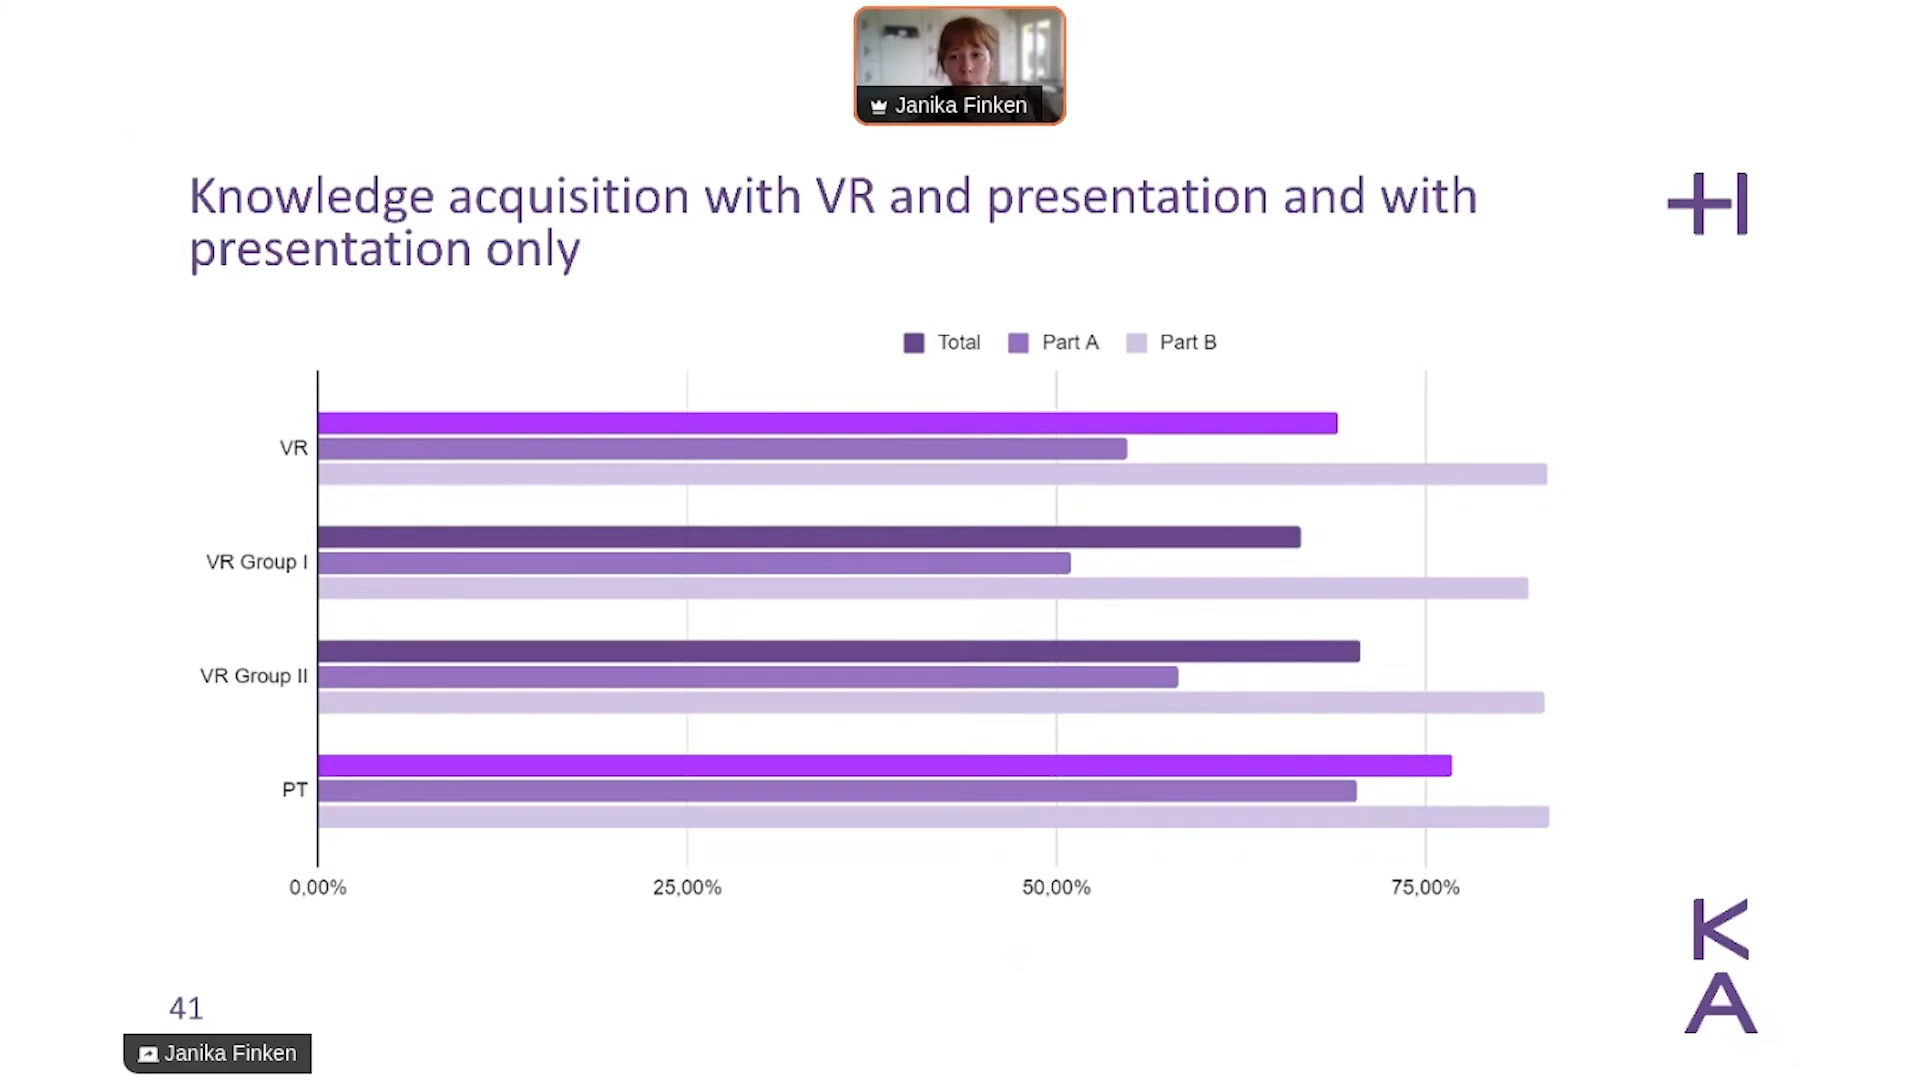 Janika Finken
Knowledge acquisition with VR and presentation and with
presentation only
Total Part A Part B
VR
VR Group I
VR Group II
PT
0,00% 25,00% 50,00% 75,00%
H
K
A
41
Janika Finken